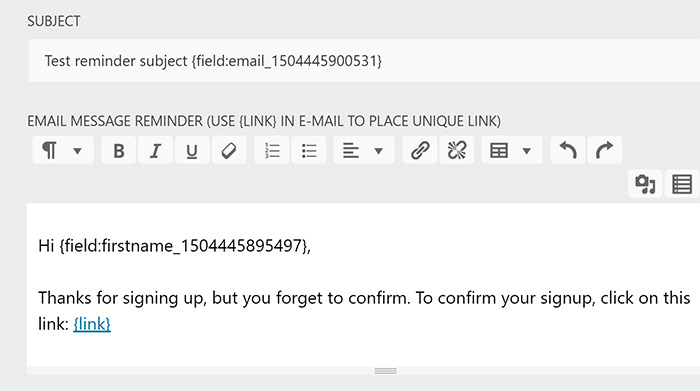 SUBJECT
Test reminder subject {field:email_1504445900531}
EMAIL MESSAGE REMINDER (USE {LINK} IN E-MAIL TO PLACE UNIQUE LINK)
¶ B I U
Hi {field:firstname_1504445895497},
Thanks for signing up, but you forget to confirm. To confirm your signup, click on this
link: {link}